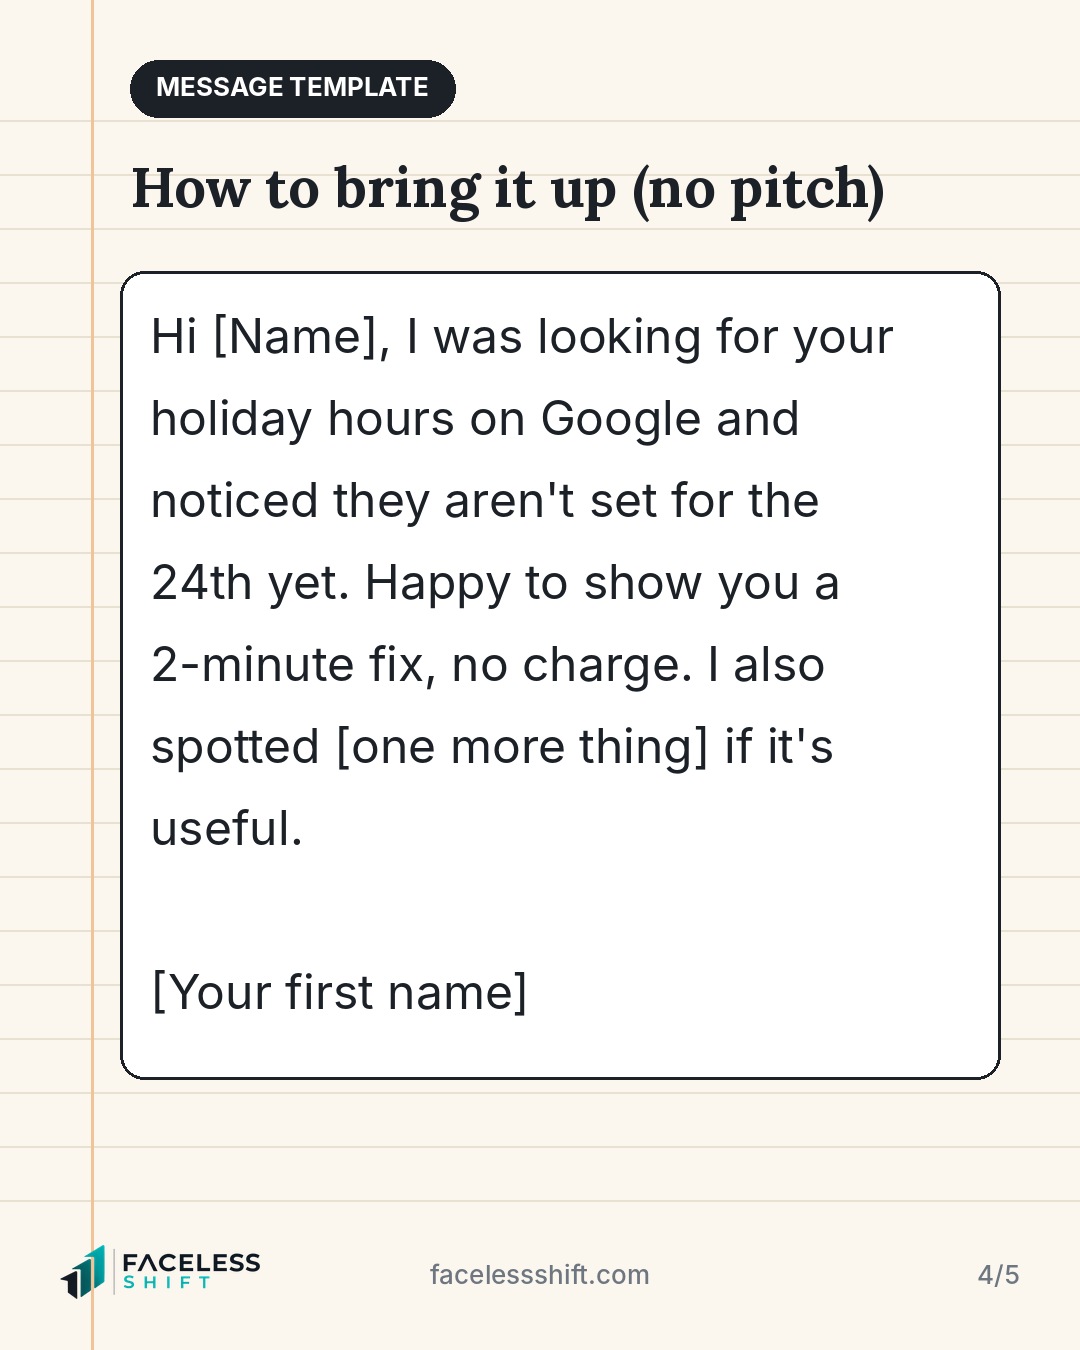 MESSAGE TEMPLATE
How to bring it up (no pitch)
Hi [Name], I was looking for your
holiday hours on Google and
noticed they aren't set for the
24th yet. Happy to show you a
2-minute fix, no charge. I also
spotted [one more thing] if it's
useful.
[Your first name]
FACELESS
SHIFT
facelessshift.com
4/5